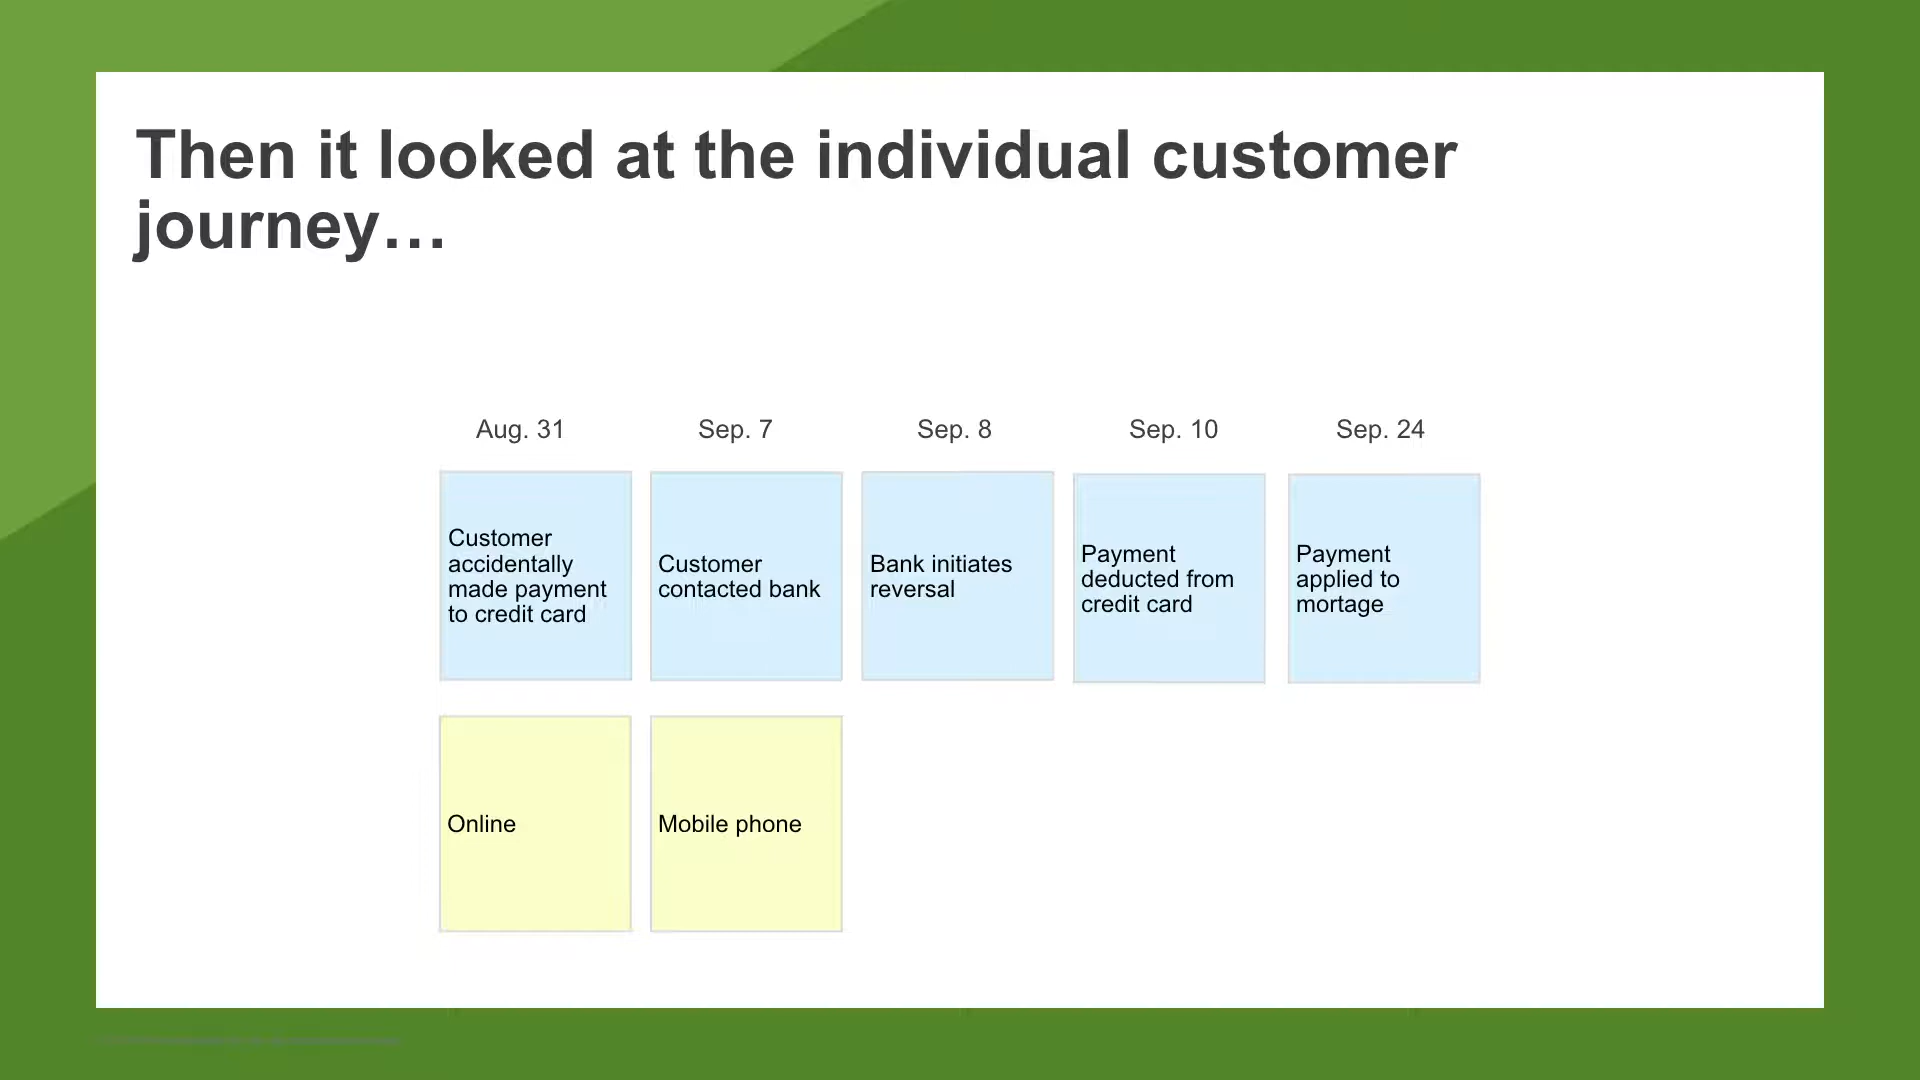 Then it looked at the individual customer
journey…
Aug. 31
Sep. 7
Sep. 8
Sep. 10
Sep. 24
Customer
accidentally
made payment
to credit card
Customer
contacted bank
Bank initiates
reversal
Payment
deducted from
credit card
Payment
applied to
mortage
Online
Mobile phone